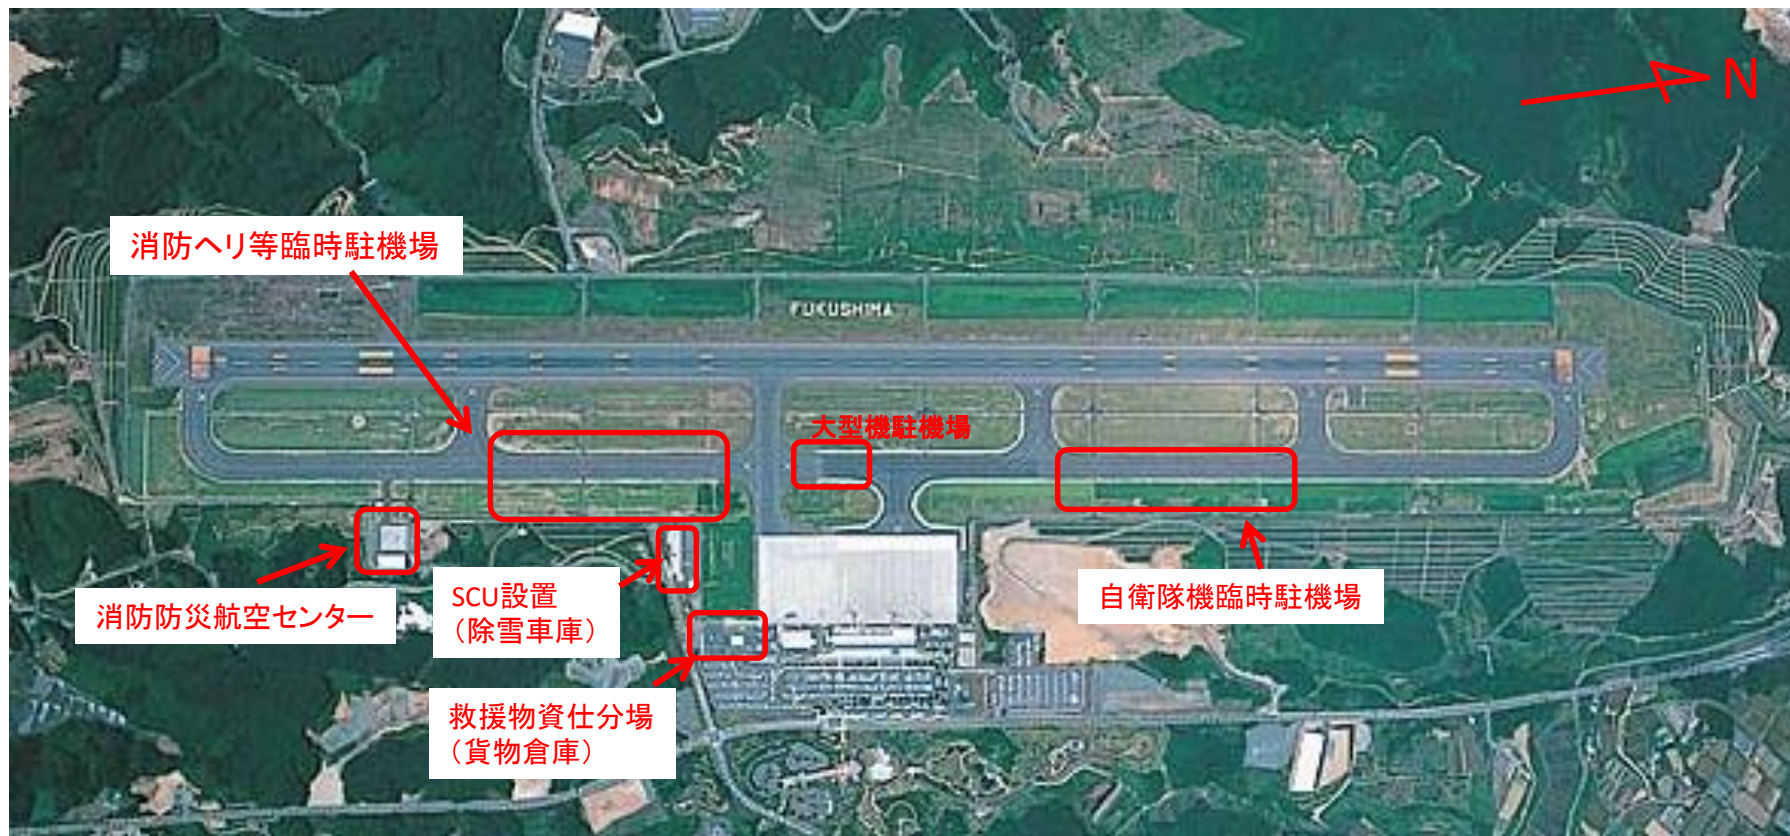 N
消防ヘリ等臨時駐機場
FUKUSHIMA
大型機駐機場
消防防災航空センター
SCU設置
（除雪車庫）
自衛隊機臨時駐機場
救援物資仕分場
（貨物倉庫）